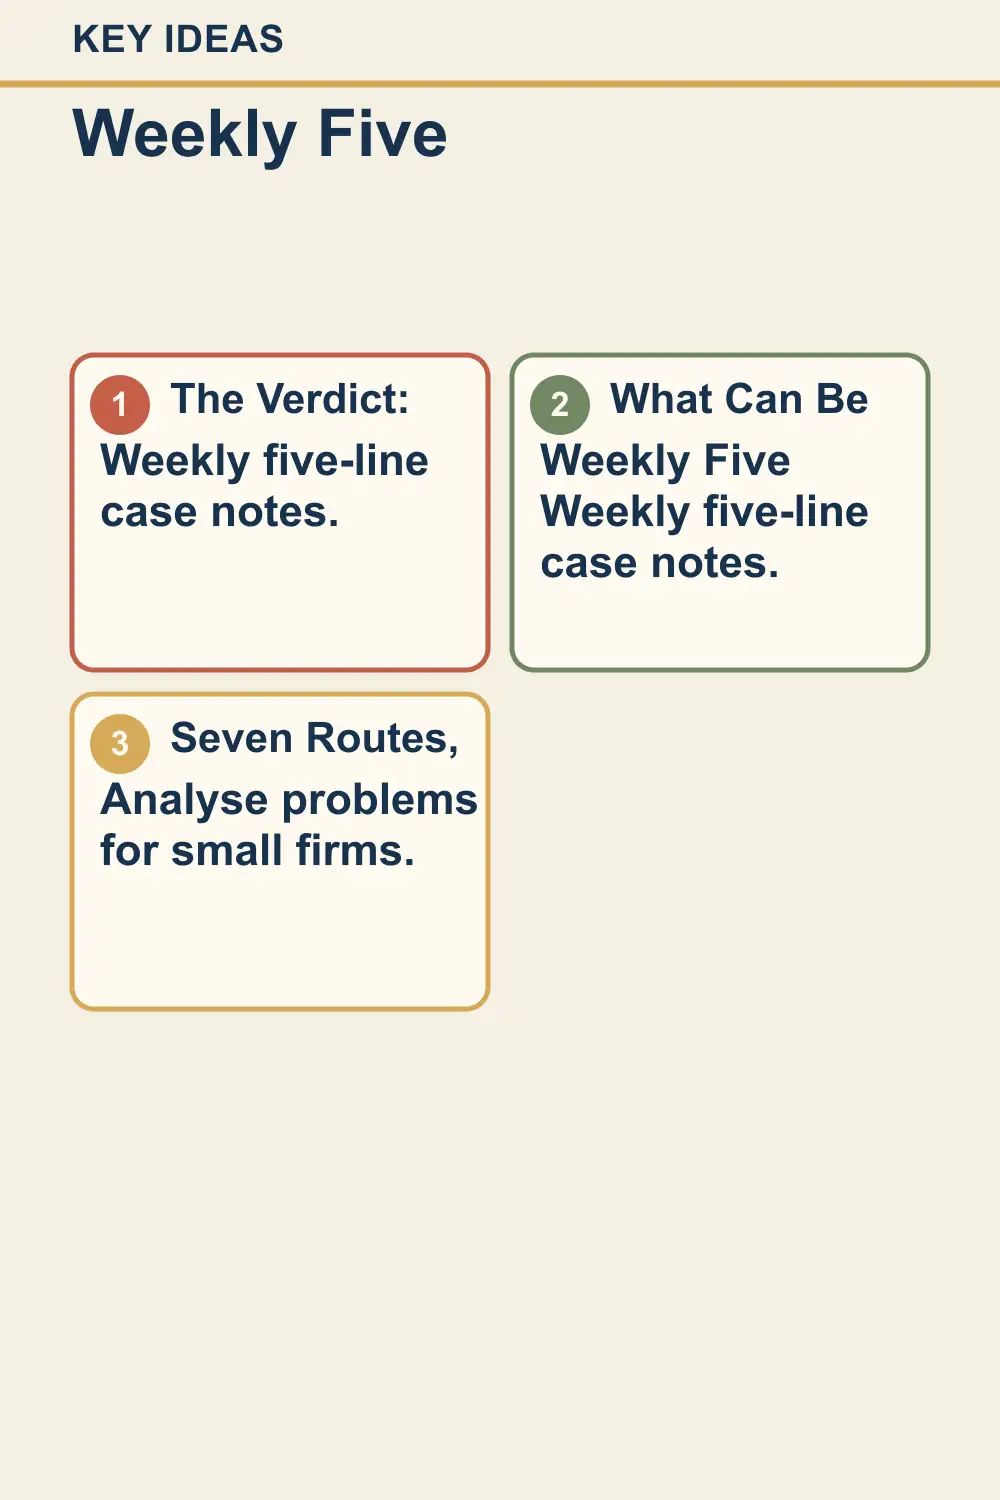 KEY IDEAS
Weekly Five
1 The Verdict:
Weekly five-line
case notes.
2 What Can Be
Weekly Five
Weekly five-line
case notes.
3 Seven Routes,
Analyse problems
for small firms.